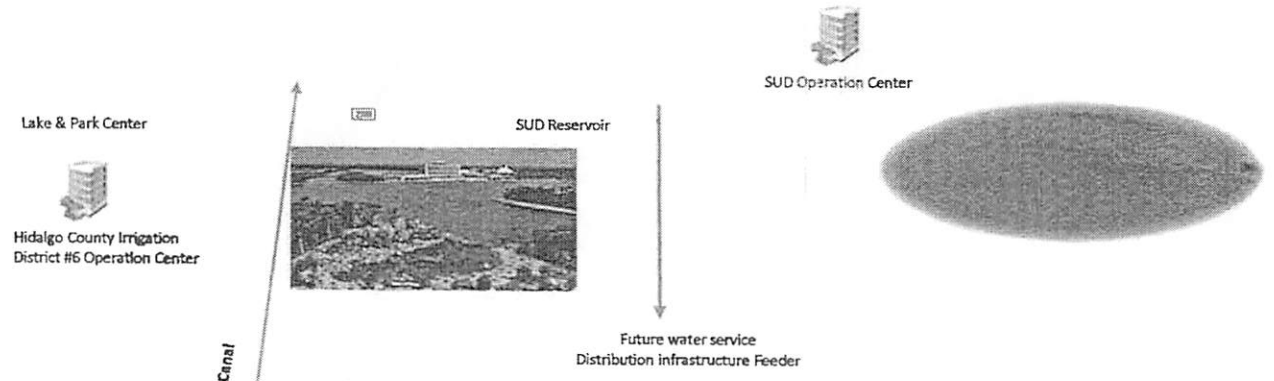 SUD Operation Center
Lake & Park Center
SUD Reservoir
Hidalgo County Irrigation
District #6 Operation Center
Canal
Future water service
Distribution infrastructure Feeder